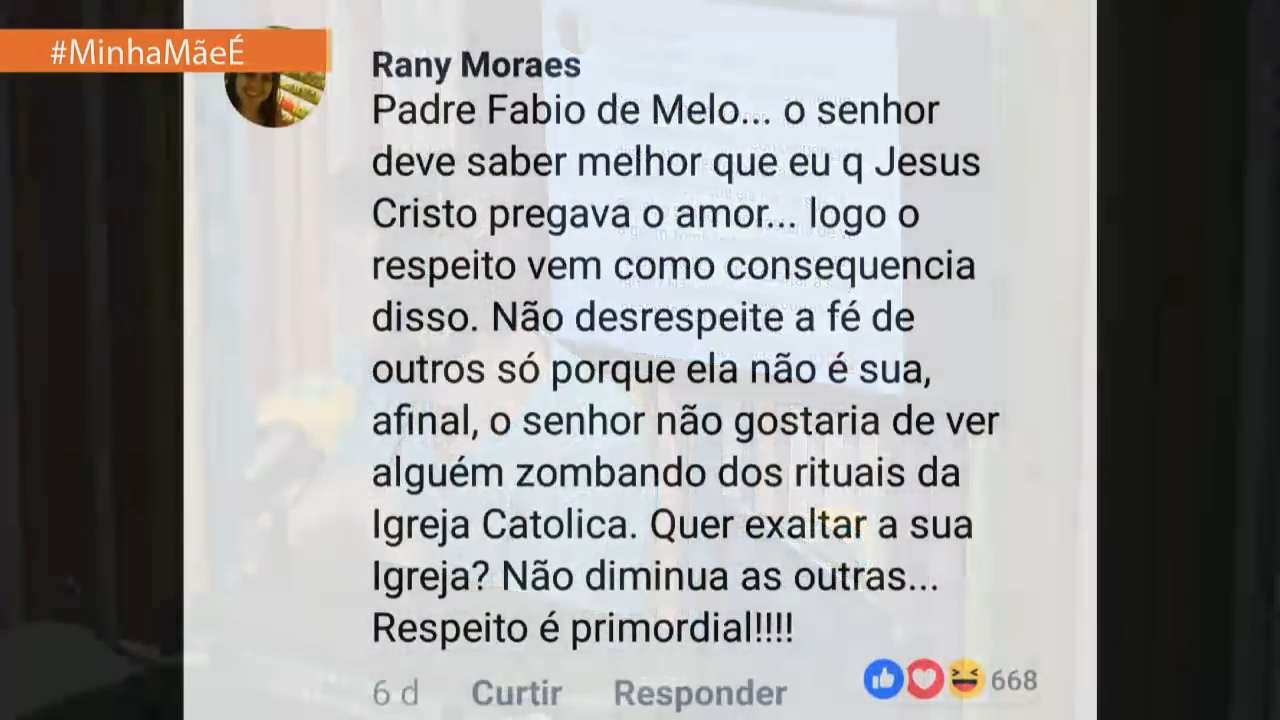 #MinhaMãeÉ
Rany Moraes
Padre Fabio de Melo... o senhor
deve saber melhor que eu q Jesus
Cristo pregava o amor... logo o
respeito vem como consequencia
disso. Não desrespeite a fé de
outros só porque ela não é sua,
afinal, o senhor não gostaria de ver
alguém zombando dos rituais da
Igreja Catolica. Quer exaltar a sua
Igreja? Não diminua as outras...
Respeito é primordial!!!!
6 d Curtir Responder 668